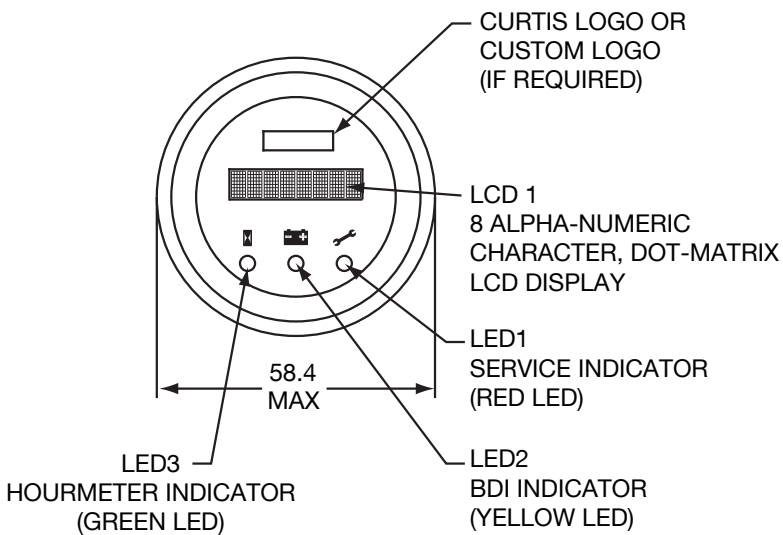 CURTIS LOGO OR
CUSTOM LOGO
(IF REQUIRED)
LCD 1
8 ALPHA-NUMERIC
CHARACTER, DOT-MATRIX
LCD DISPLAY
LED1
SERVICE INDICATOR
(RED LED)
58.4
MAX
LED3
HOURMETER INDICATOR
(GREEN LED)
LED2
BDI INDICATOR
(YELLOW LED)